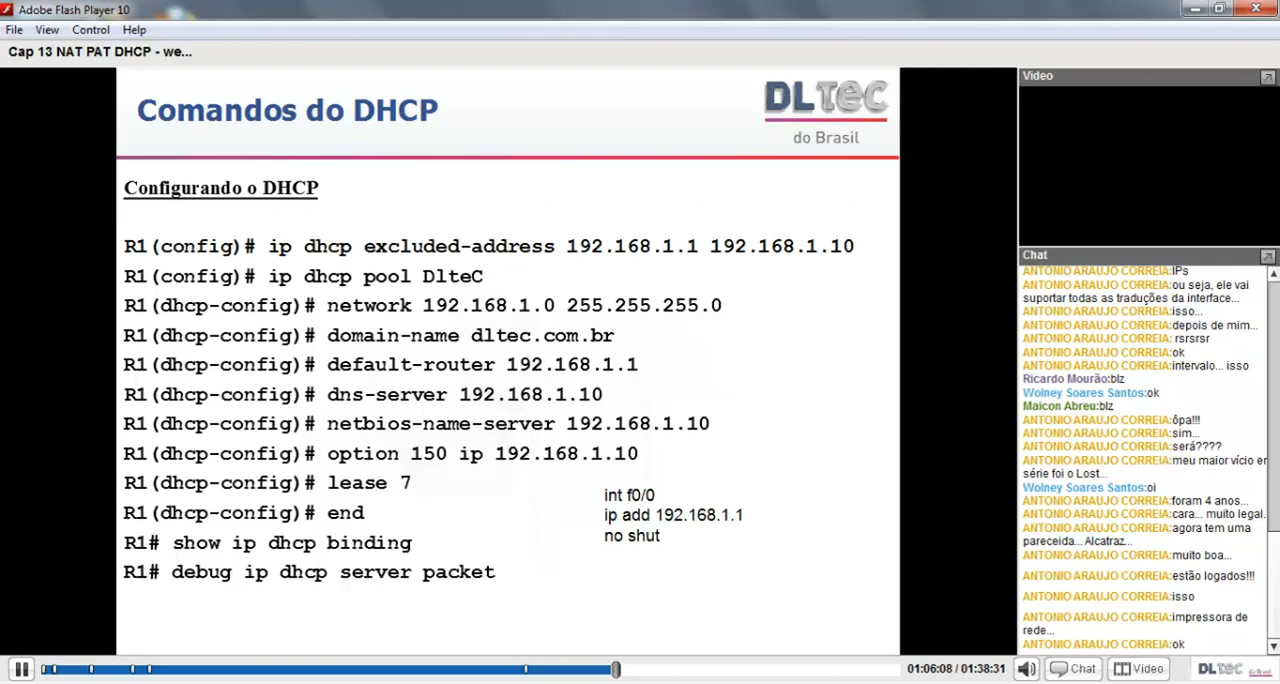 Adobe Flash Player 10
File View Control Help
Cap 13 NAT PAT DHCP - we...
Comandos do DHCP
DLTEC
do Brasil
Configurando o DHCP
R1(config)# ip dhcp excluded-address 192.168.1.1 192.168.1.10
R1(config)# ip dhcp pool DlteC
R1(dhcp-config)# network 192.168.1.0 255.255.255.0
R1(dhcp-config)# domain-name dltec.com.br
R1(dhcp-config)# default-router 192.168.1.1
R1(dhcp-config)# dns-server 192.168.1.10
R1(dhcp-config)# netbios-name-server 192.168.1.10
R1(dhcp-config)# option 150 ip 192.168.1.10
R1(dhcp-config)# lease 7
R1(dhcp-config)# end
R1# show ip dhcp binding
R1# debug ip dhcp server packet
int f0/0
ip add 192.168.1.1
no shut
Video
Chat
ANTONIO ARAUJO CORREIA:IPs
ANTONIO ARAUJO CORREIA:ou seja, ele vai
suportar todas as traduções da interface...
ANTONIO ARAUJO CORREIA:isso...
ANTONIO ARAUJO CORREIA:depois de mim...
ANTONIO ARAUJO CORREIA: rsrsrsr
ANTONIO ARAUJO CORREIA:ok
ANTONIO ARAUJO CORREIA:intervalo... isso
Ricardo Mourão:blz
Wolney Soares Santos:ok
Maicon Abreu:blz
ANTONIO ARAUJO CORREIA:ôpa!!!
ANTONIO ARAUJO CORREIA:sim...
ANTONIO ARAUJO CORREIA:será????
ANTONIO ARAUJO CORREIA:meu maior vício er
série foi o Lost...
Wolney Soares Santos:oi
ANTONIO ARAUJO CORREIA:foram 4 anos...
ANTONIO ARAUJO CORREIA:cara... muito legal.
ANTONIO ARAUJO CORREIA:agora tem uma
pareceida... Alcatraz...
ANTONIO ARAUJO CORREIA:muito boa...
ANTONIO ARAUJO CORREIA:estão logados!!!
ANTONIO ARAUJO CORREIA:isso
ANTONIO ARAUJO CORREIA:impressora de
rede...
ANTONIO ARAUJO CORREIA:ok
01:06:08 / 01:38:31 Chat Video DLTEC